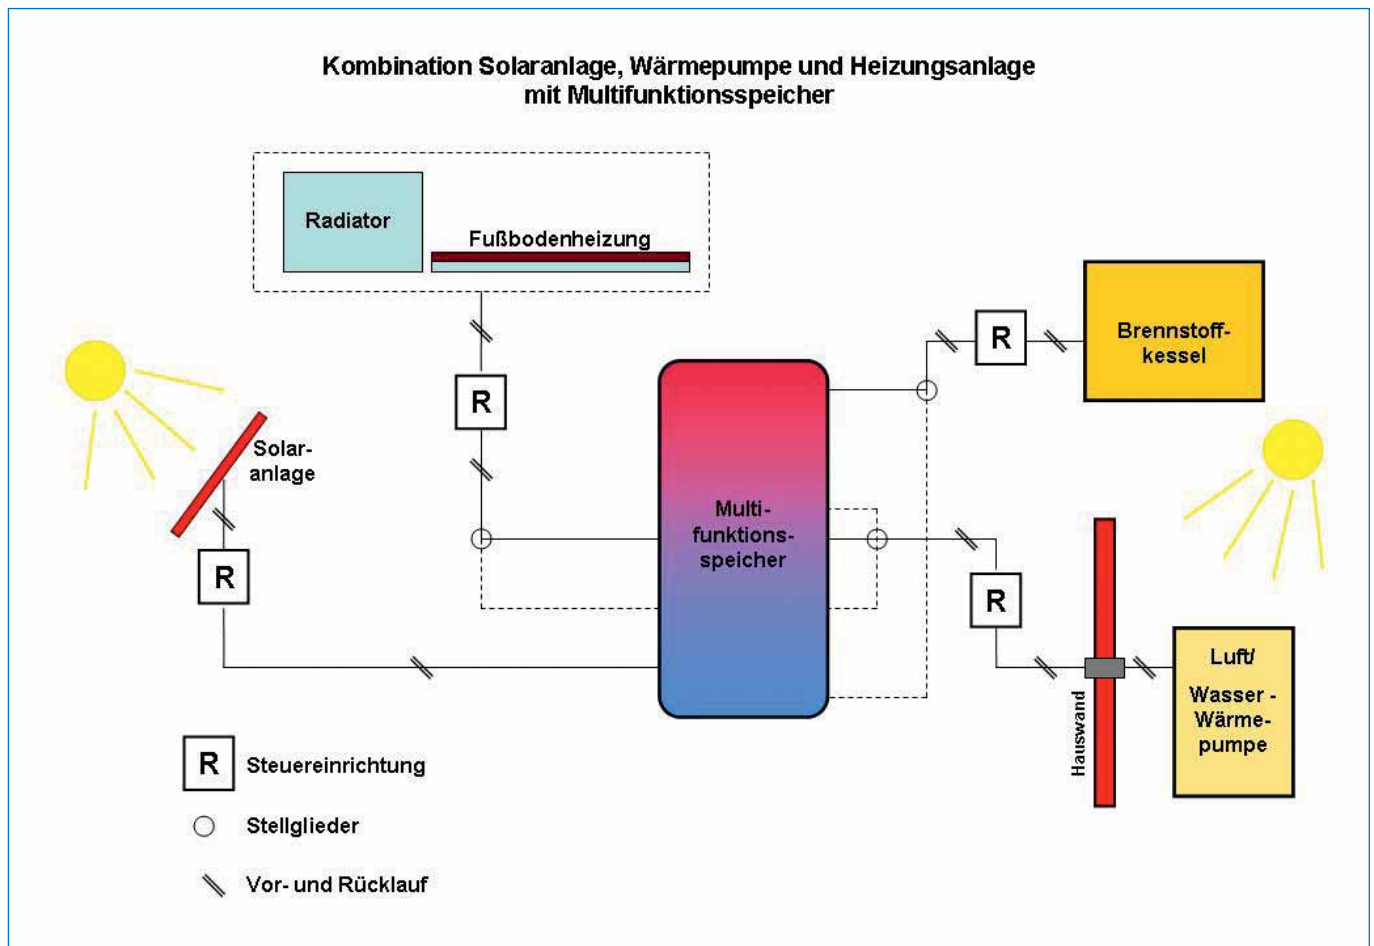 Kombination Solaranlage, Wärmepumpe und Heizungsanlage
mit Multifunktionsspeicher
Radiator
Fußbodenheizung
R
Brennstoff-
kessel
R
Solar-
anlage
Multi-
funktions-
speicher
R
R
Luft/
Wasser -
Wärme-
pumpe
Hauswand
R
Steuereinrichtung
Stellglieder
Vor- und Rücklauf